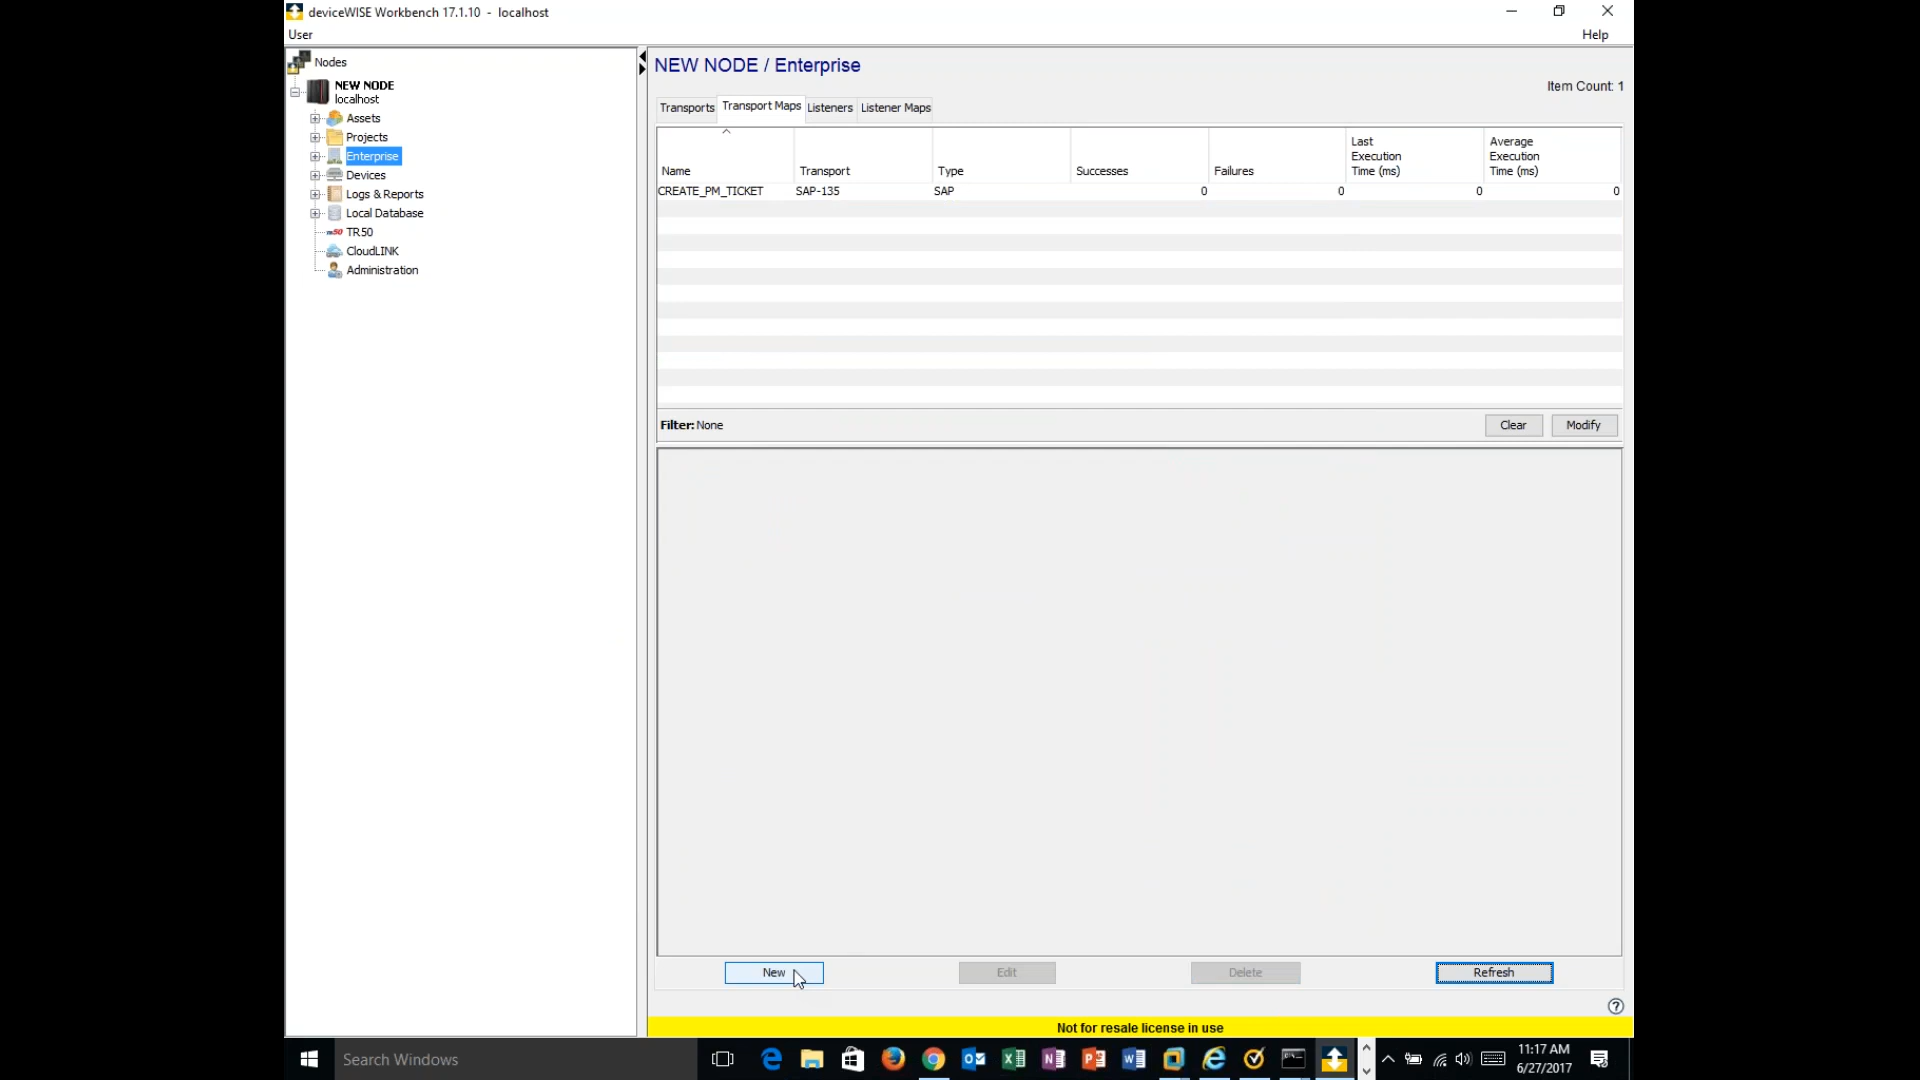 deviceWISE Workbench 17.1.10 - localhost
User
Help
Nodes
NEW NODE
localhost
Assets
Projects
Enterprise
Devices
Logs & Reports
Local Database
TR50
CloudLINK
Administration
NEW NODE / Enterprise
Item Count: 1
Transports
Transport Maps
Listeners
Listener Maps
Name
Transport
Type
Successes
Failures
Last
Execution
Time (ms)
Average
Execution
Time (ms)
CREATE_PM_TICKET
SAP-135
SAP
0
0
0
0
Filter: None
Clear
Modify
New
Edit
Delete
Refresh
Not for resale license in use
Search Windows
11:17 AM
6/27/2017